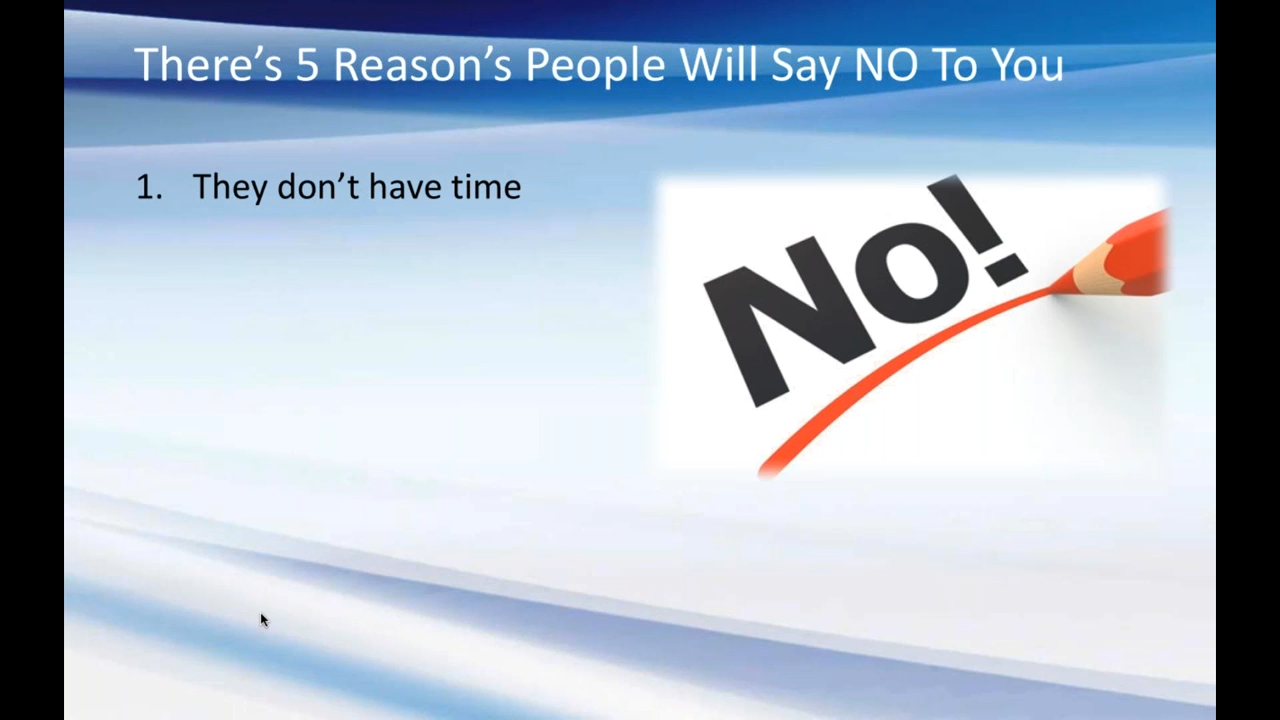 There’s 5 Reason’s People Will Say NO To You
1. They don’t have time
No!